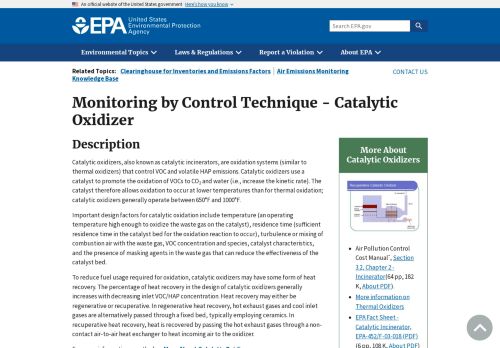 An official website of the United States government Here's how you know
EPA United States
Environmental Protection
Agency
Search EPA.gov
Environmental Topics
Laws & Regulations
Report a Violation
About EPA
Related Topics: Clearinghouse for Inventories and Emissions Factors | Air Emissions Monitoring
Knowledge Base
CONTACT US
Monitoring by Control Technique - Catalytic
Oxidizer
Description
Catalytic oxidizers, also known as catalytic incinerators, are oxidation systems (similar to
thermal oxidizers) that control VOC and volatile HAP emissions. Catalytic oxidizers use a
catalyst to promote the oxidation of VOCs to CO2 and water (i.e., increase the kinetic rate). The
catalyst therefore allows oxidation to occur at lower temperatures than for thermal oxidation;
catalytic oxidizers generally operate between 650°F and 1000°F.
Important design factors for catalytic oxidation include temperature (an operating
temperature high enough to oxidize the waste gas on the catalyst), residence time (sufficient
residence time in the catalyst bed for the oxidation reaction to occur), turbulence or mixing of
combustion air with the waste gas, VOC concentration and species, catalyst characteristics,
and the presence of masking agents in the waste gas that can reduce the effectiveness of the
catalyst bed.
To reduce fuel usage required for oxidation, catalytic oxidizers may have some form of heat
recovery. The percentage of heat recovery in the design of catalytic oxidizers generally
increases with decreasing inlet VOC/HAP concentration. Heat recovery may either be
regenerative or recuperative. In regenerative heat recovery, hot exhaust gases and cool inlet
gases are alternatively passed through a fixed bed, typically employing ceramics. In
recuperative heat recovery, heat is recovered by passing the hot exhaust gases through a non-
contact air-to-air heat exchanger to heat incoming air to the oxidizer.
More About
Catalytic Oxidizers
Recuperative Catalytic Oxidizer
Air Pollution Control
Cost Manual, Section
3.2, Chapter 2 -
Incinerator(64 pp, 182
K, About PDF)
More information on
Thermal Oxidizers
EPA Fact Sheet -
Catalytic Incinerator,
EPA-452/F-03-018 (PDF)
(6 pp, 108 K, About PDF)